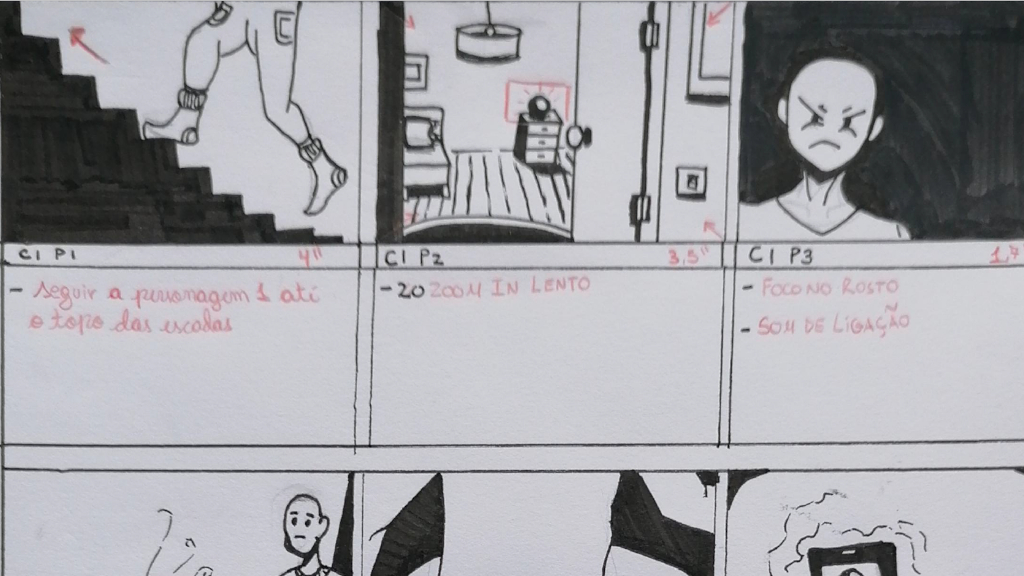 C1 P1 4"
C1 P2 3,5"
C1 P3 1,7
- Seguir a personagem 1 até
o topo das escadas
- 20 ZOOM IN LENTO
- FOCO NO ROSTO
- SOM DE LIGAÇÃO